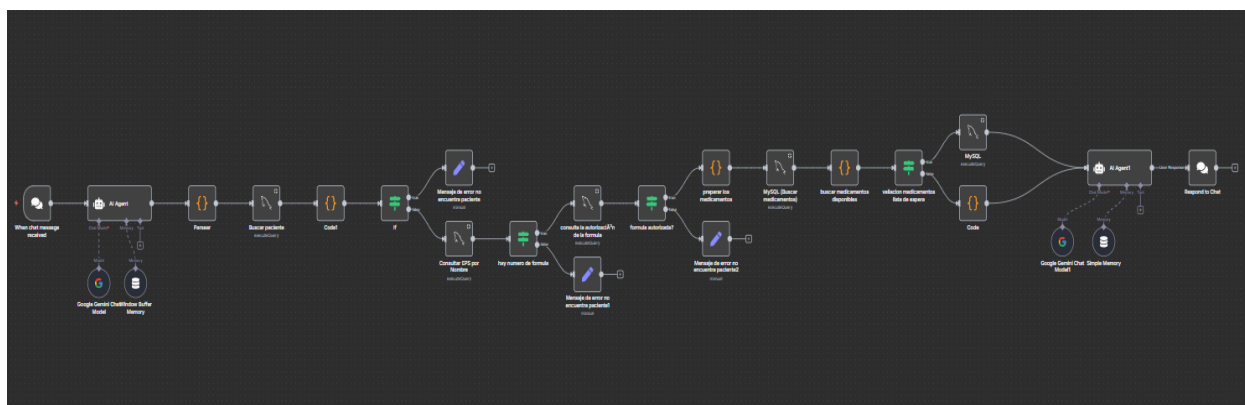 When chat message
received
AI Agent
Chat Model*
Memory
Tool
Model
Memory
Google Gemini Chat
Model
Window Buffer
Memory
Parsear
Buscar paciente
executeQuery
Code1
If
true
false
Mensaje de error no
encuentra paciente
manual
Consultar EPS por
Nombre
executeQuery
hay numero de formula
true
false
consulta la autorizaciÃ³n
de la formula
executeQuery
Mensaje de error no
encuentra paciente1
manual
formula autorizada?
true
false
preparar los
medicamentos
Mensaje de error no
encuentra paciente2
manual
MySQL (Buscar
medicamentos)
executeQuery
buscar medicamentos
disponibles
true
false
MySQL
executeQuery
Code
AI Agent1
Chat Model*
Memory
Tool
Model
Memory
Google Gemini Chat
Model1
Simple Memory
Respond to Chat